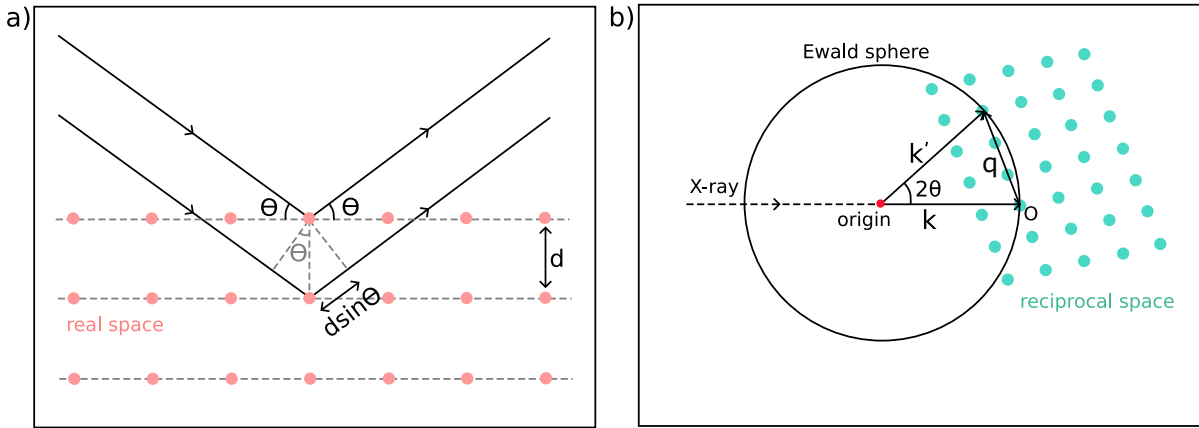 a)
ϴ
ϴ
ϴ
d
dsinϴ
real space
b)
Ewald sphere
k’
q
X-ray
2θ
O
origin
k
reciprocal space